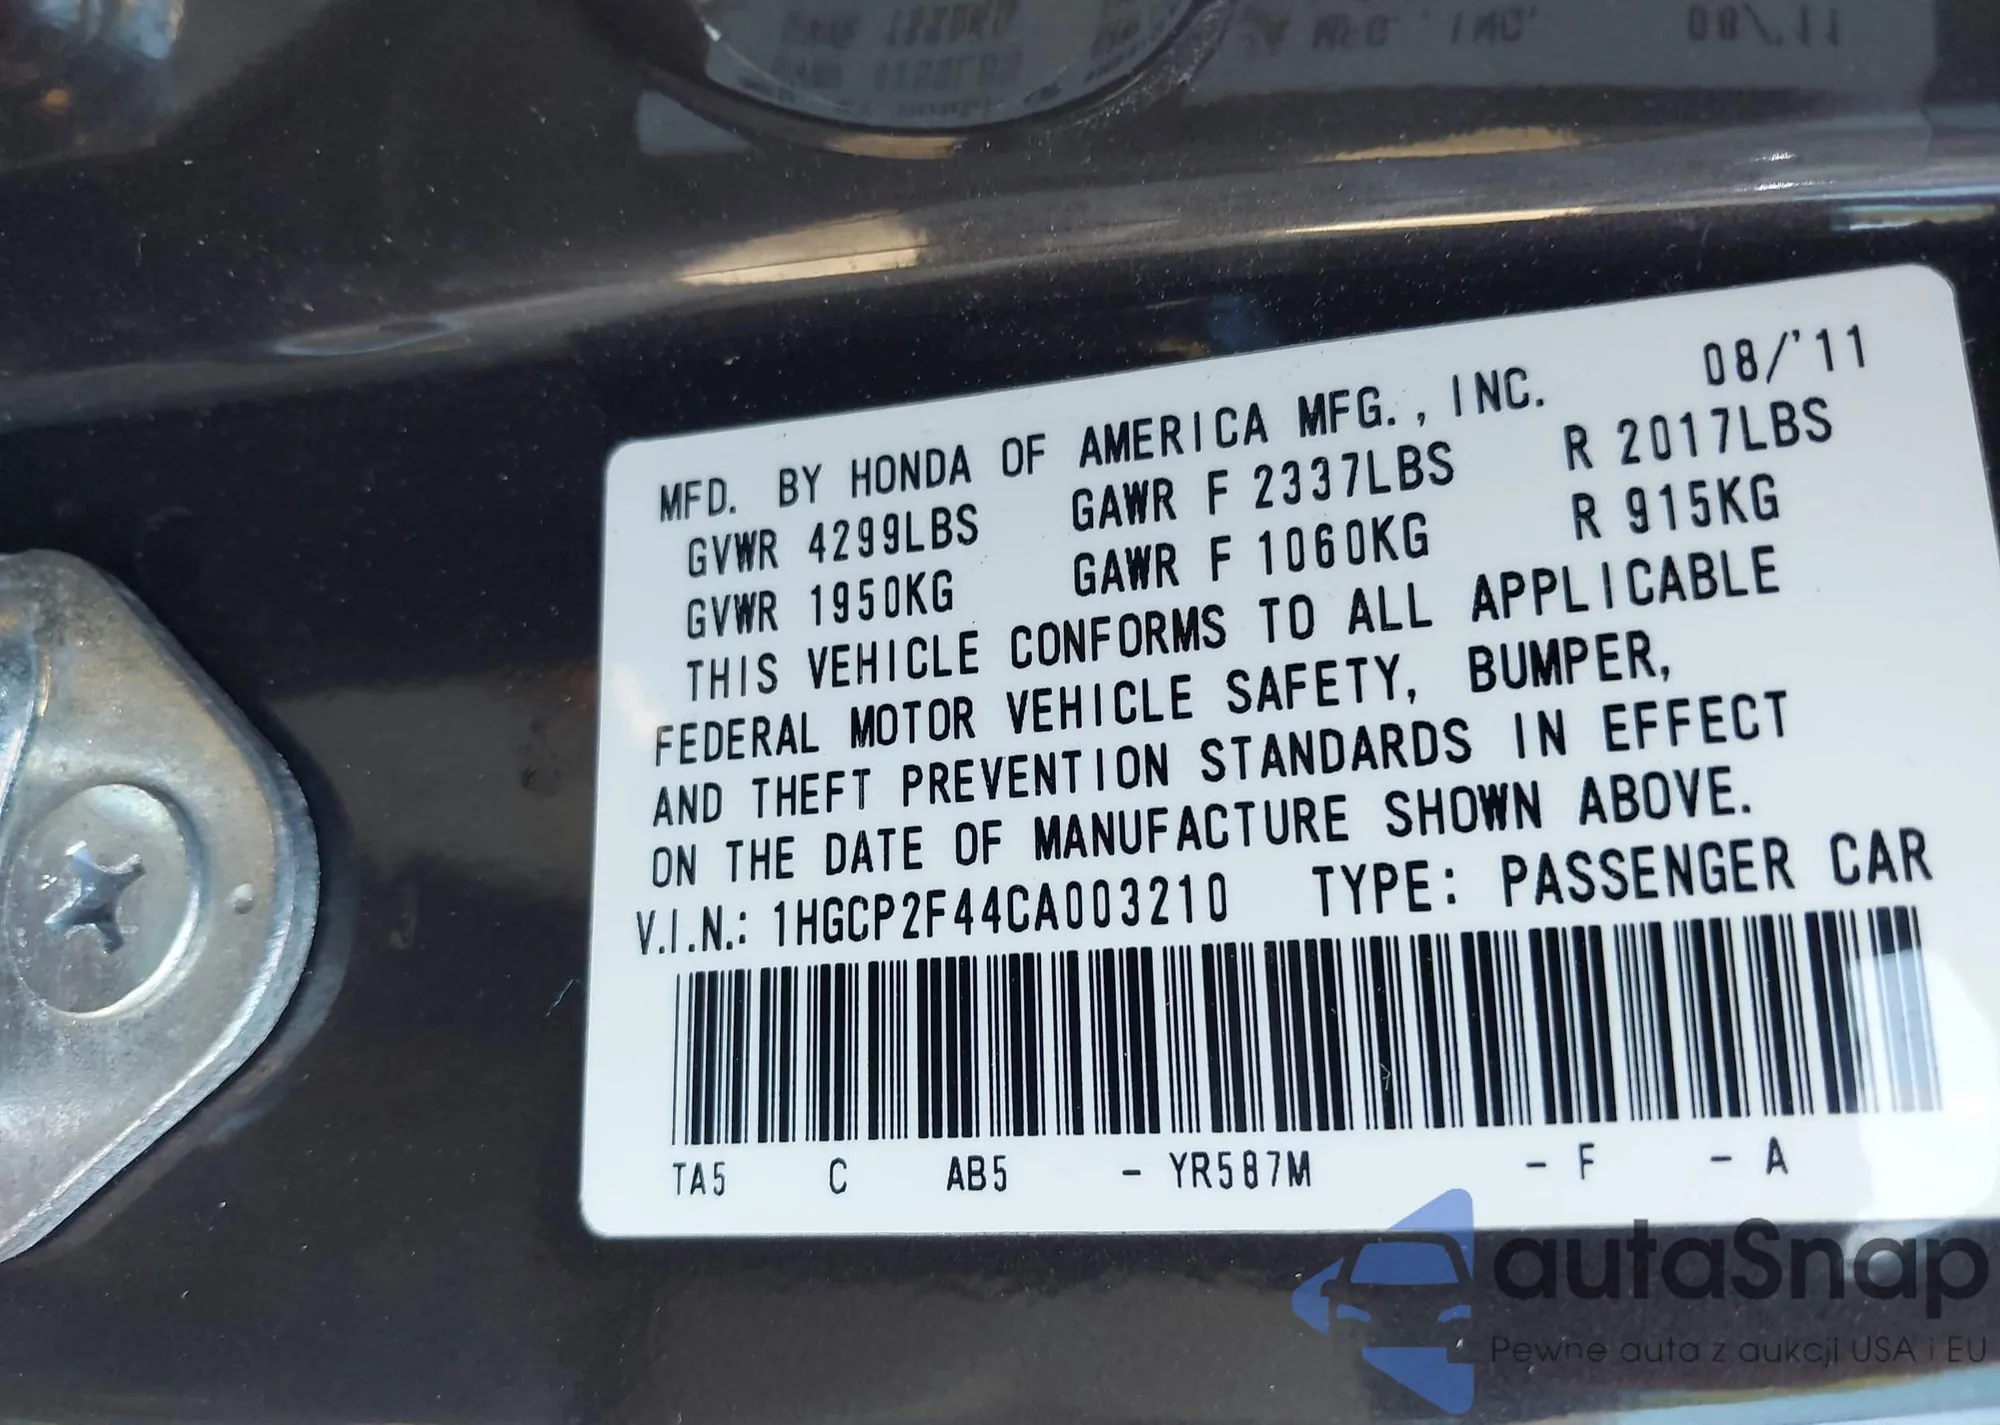 MFD. BY HONDA OF AMERICA MFG., INC. 08/'11
GVWR 4299LBS GAWR F 2337LBS R 2017LBS
GVWR 1950KG GAWR F 1060KG R 915KG
THIS VEHICLE CONFORMS TO ALL APPLICABLE
FEDERAL MOTOR VEHICLE SAFETY, BUMPER,
AND THEFT PREVENTION STANDARDS IN EFFECT
ON THE DATE OF MANUFACTURE SHOWN ABOVE.
V.I.N.: 1HGCP2F44CA003210 TYPE: PASSENGER CAR
TA5 C AB5 - YR587M - F - A
autaSnap
Pewne auta z aukcji USA i EU